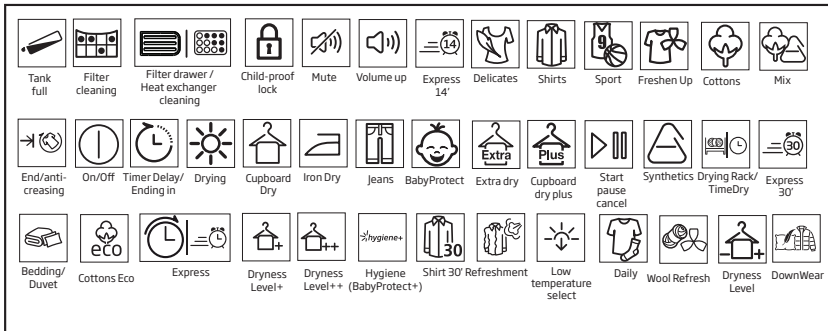 14
9
Tank full
Filter cleaning
Filter drawer / Heat exchanger cleaning
Child-proof lock
Mute
Volume up
Express 14'
Delicates
Shirts
Sport
Freshen Up
Cottons
Mix
Extra
Plus
30
End/anti-creasing
On/Off
Timer Delay/ Ending in
Drying
Cupboard Dry
Iron Dry
Jeans
BabyProtect
Extra dry
Cupboard dry plus
Start pause cancel
Synthetics
Drying Rack/ TimeDry
Express 30'
eco
+
++
hygiene+
30
- +
Bedding/ Duvet
Cottons Eco
Express
Dryness Level+
Dryness Level++
Hygiene (BabyProtect+)
Shirt 30'
Refreshment
Low temperature select
Daily
Wool Refresh
Dryness Level
DownWear